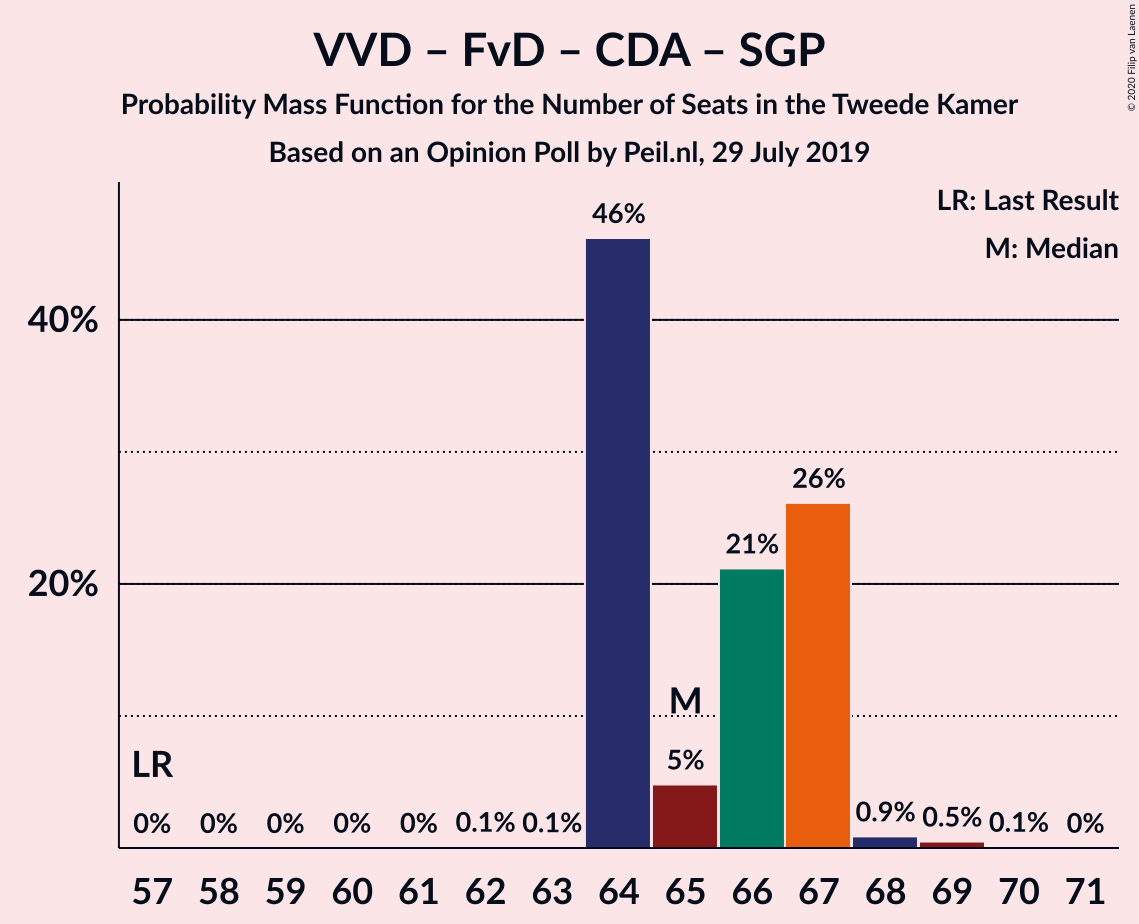 VVD – FvD – CDA – SGP
Probability Mass Function for the Number of Seats in the Tweede Kamer
Based on an Opinion Poll by Peil.nl, 29 July 2019
© 2020 Filip van Laenen
LR: Last Result
M: Median
46%
40%
26%
21%
20%
M
5%
LR
0% 0% 0% 0% 0% 0.1% 0.1% 0.9% 0.5% 0.1% 0%
57 58 59 60 61 62 63 64 65 66 67 68 69 70 71